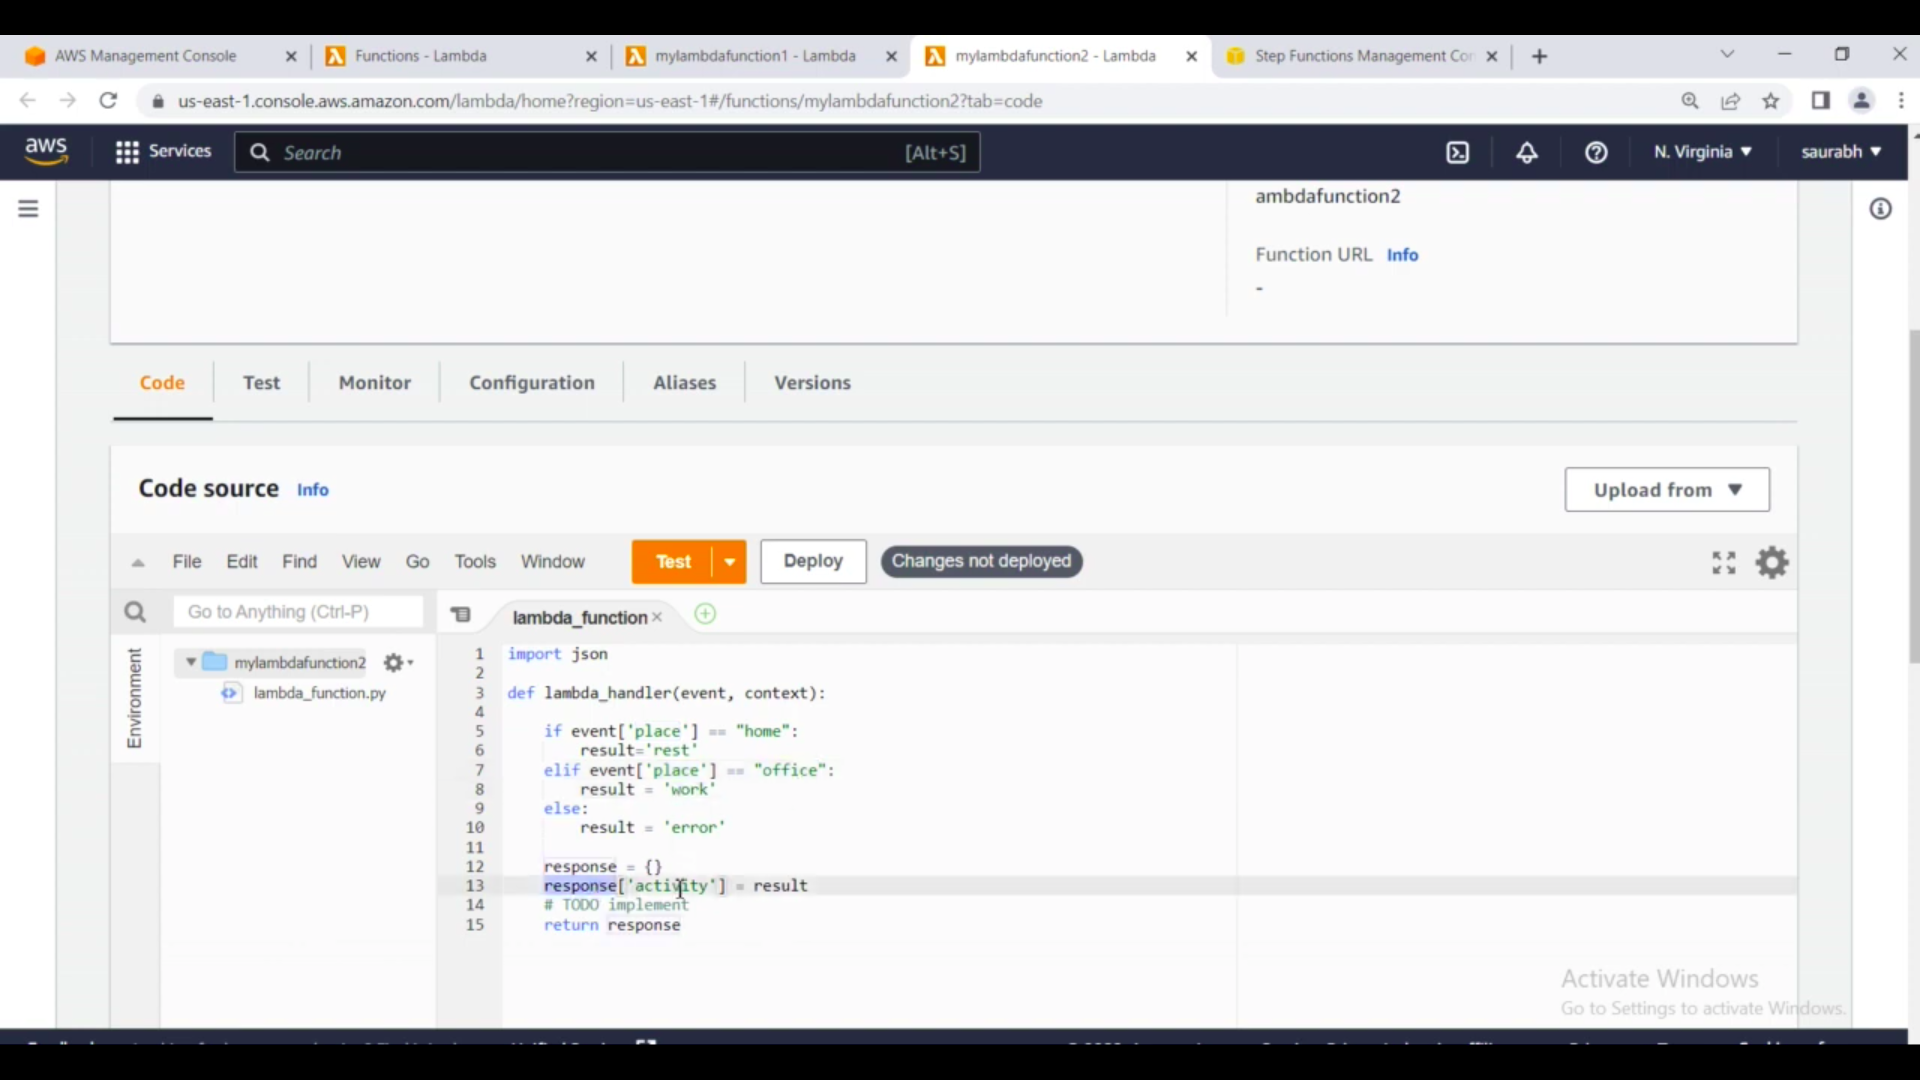 AWS Management Console
Functions - Lambda
mylambdafunction1 - Lambda
mylambdafunction2 - Lambda
Step Functions Management Con
us-east-1.console.aws.amazon.com/lambda/home?region=us-east-1#/functions/mylambdafunction2?tab=code
aws
Services
Search
[Alt+S]
N. Virginia
saurabh
ambdafunction2
Function URL Info
-
Code
Test
Monitor
Configuration
Aliases
Versions
Code source Info
Upload from
File Edit Find View Go Tools Window
Test
Deploy
Changes not deployed
Go to Anything (Ctrl-P)
lambda_function
Environment
mylambdafunction2
lambda_function.py
1 import json
2
3 def lambda_handler(event, context):
4
5 if event['place'] == "home":
6 result='rest'
7 elif event['place'] == "office":
8 result = 'work'
9 else:
10 result = 'error'
11
12 response = {}
13 response['activity'] = result
14 # TODO implement
15 return response
Activate Windows
Go to Settings to activate Windows.